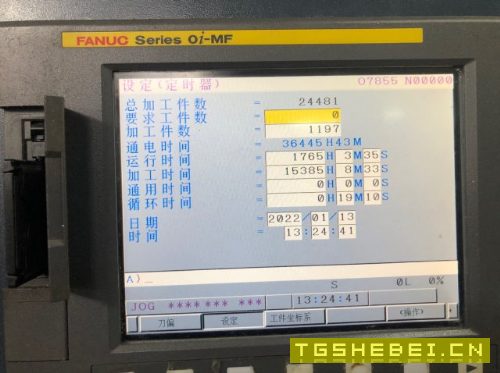 FANUC Series 0i-MF
设定(定时器) O7855 N00000
总加工件数 = 24481
要求工件数 = 0
加工件数 = 1197
通电时间 = 36445H43M
运行时间 = 1765H 3M35S
加工时间 = 15385H 8M33S
通用时间 = 0H 0M 0S
循环时间 = 0H19M10S
日期 = 2022/01/13
时间 = 13:24:41
A)_
S 0L 0%
JOG **** *** *** 13:24:41
刀偏 设定 工件坐标系 (操作)
TGSHEBEI.CN